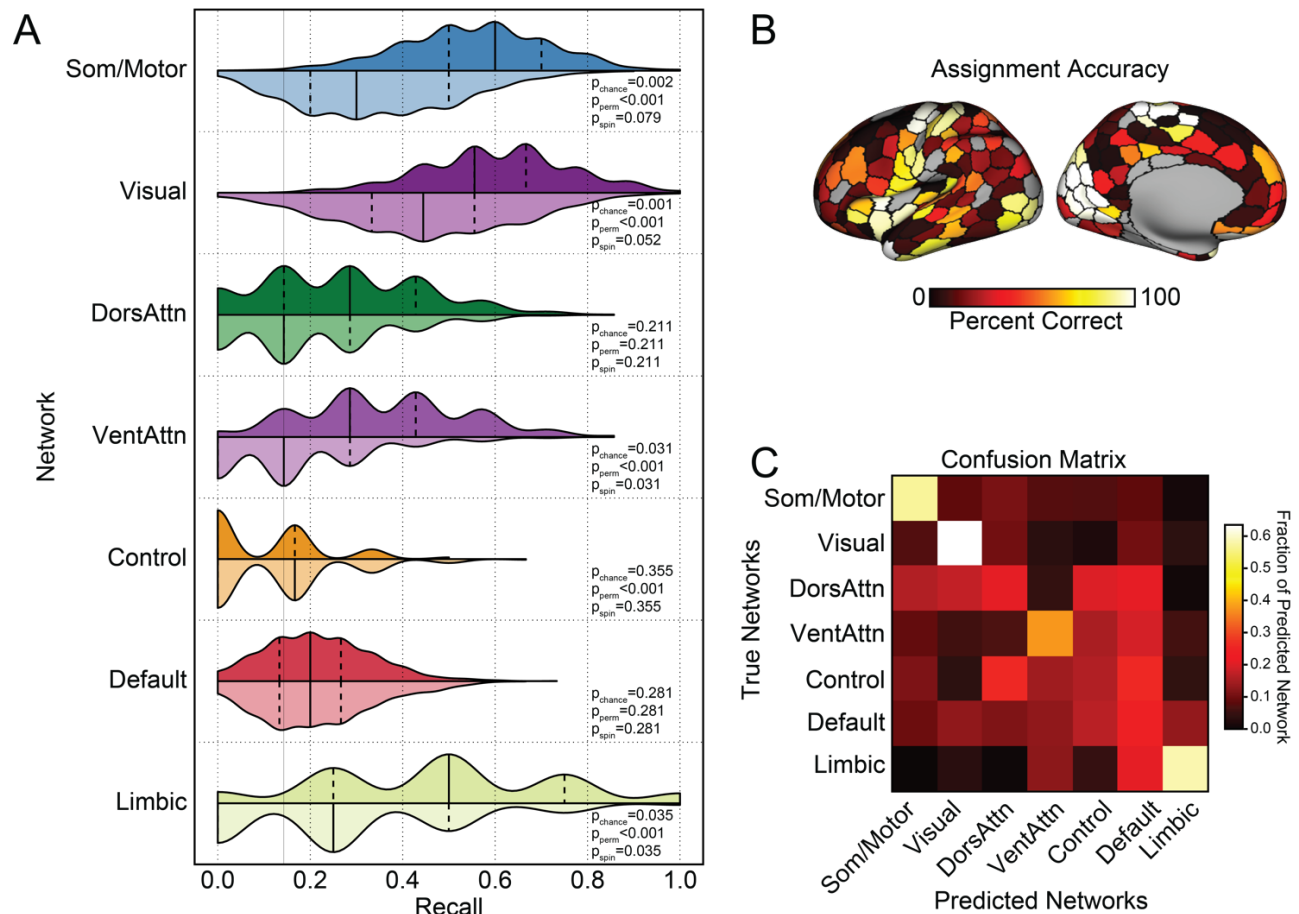 A
Network
Som/Motor
p_chance=0.002
p_perm<0.001
p_spin=0.079
Visual
p_chance=0.001
p_perm<0.001
p_spin=0.052
DorsAttn
p_chance=0.211
p_perm=0.211
p_spin=0.211
VentAttn
p_chance=0.031
p_perm<0.001
p_spin=0.031
Control
p_chance=0.355
p_perm<0.001
p_spin=0.355
Default
p_chance=0.281
p_perm=0.281
p_spin=0.281
Limbic
p_chance=0.035
p_perm<0.001
p_spin=0.035
0.0 0.2 0.4 0.6 0.8 1.0
Recall
B
Assignment Accuracy
0 100
Percent Correct
C
Confusion Matrix
True Networks
Som/Motor
Visual
DorsAttn
VentAttn
Control
Default
Limbic
Som/Motor Visual DorsAttn VentAttn Control Default Limbic
Predicted Networks
0.6
0.5
0.4
0.3
0.2
0.1
0.0
Fraction of Predicted Network